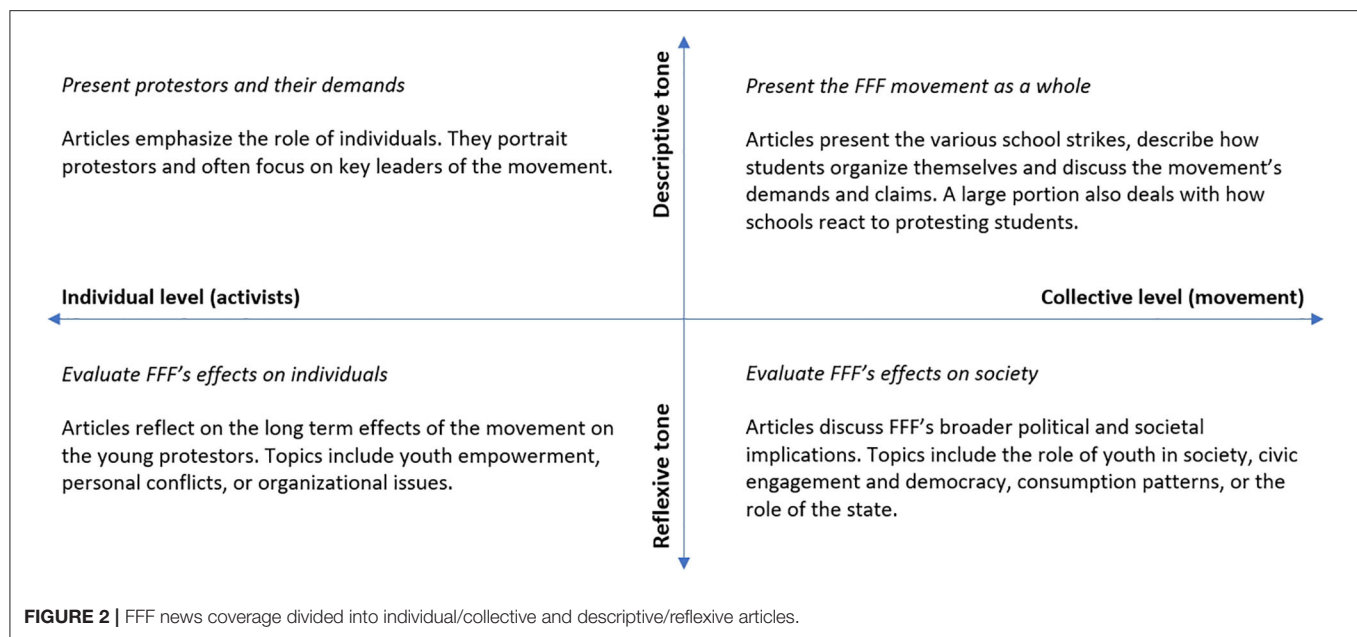 Present protestors and their demands
Articles emphasize the role of individuals. They portrait
protestors and often focus on key leaders of the movement.
Descriptive tone
Present the FFF movement as a whole
Articles present the various school strikes, describe how
students organize themselves and discuss the movement's
demands and claims. A large portion also deals with how
schools react to protesting students.
Individual level (activists)
Collective level (movement)
Evaluate FFF's effects on individuals
Articles reflect on the long term effects of the movement on
the young protestors. Topics include youth empowerment,
personal conflicts, or organizational issues.
Reflexive tone
Evaluate FFF's effects on society
Articles discuss FFF's broader political and societal
implications. Topics include the role of youth in society, civic
engagement and democracy, consumption patterns, or the
role of the state.
FIGURE 2 | FFF news coverage divided into individual/collective and descriptive/reflexive articles.